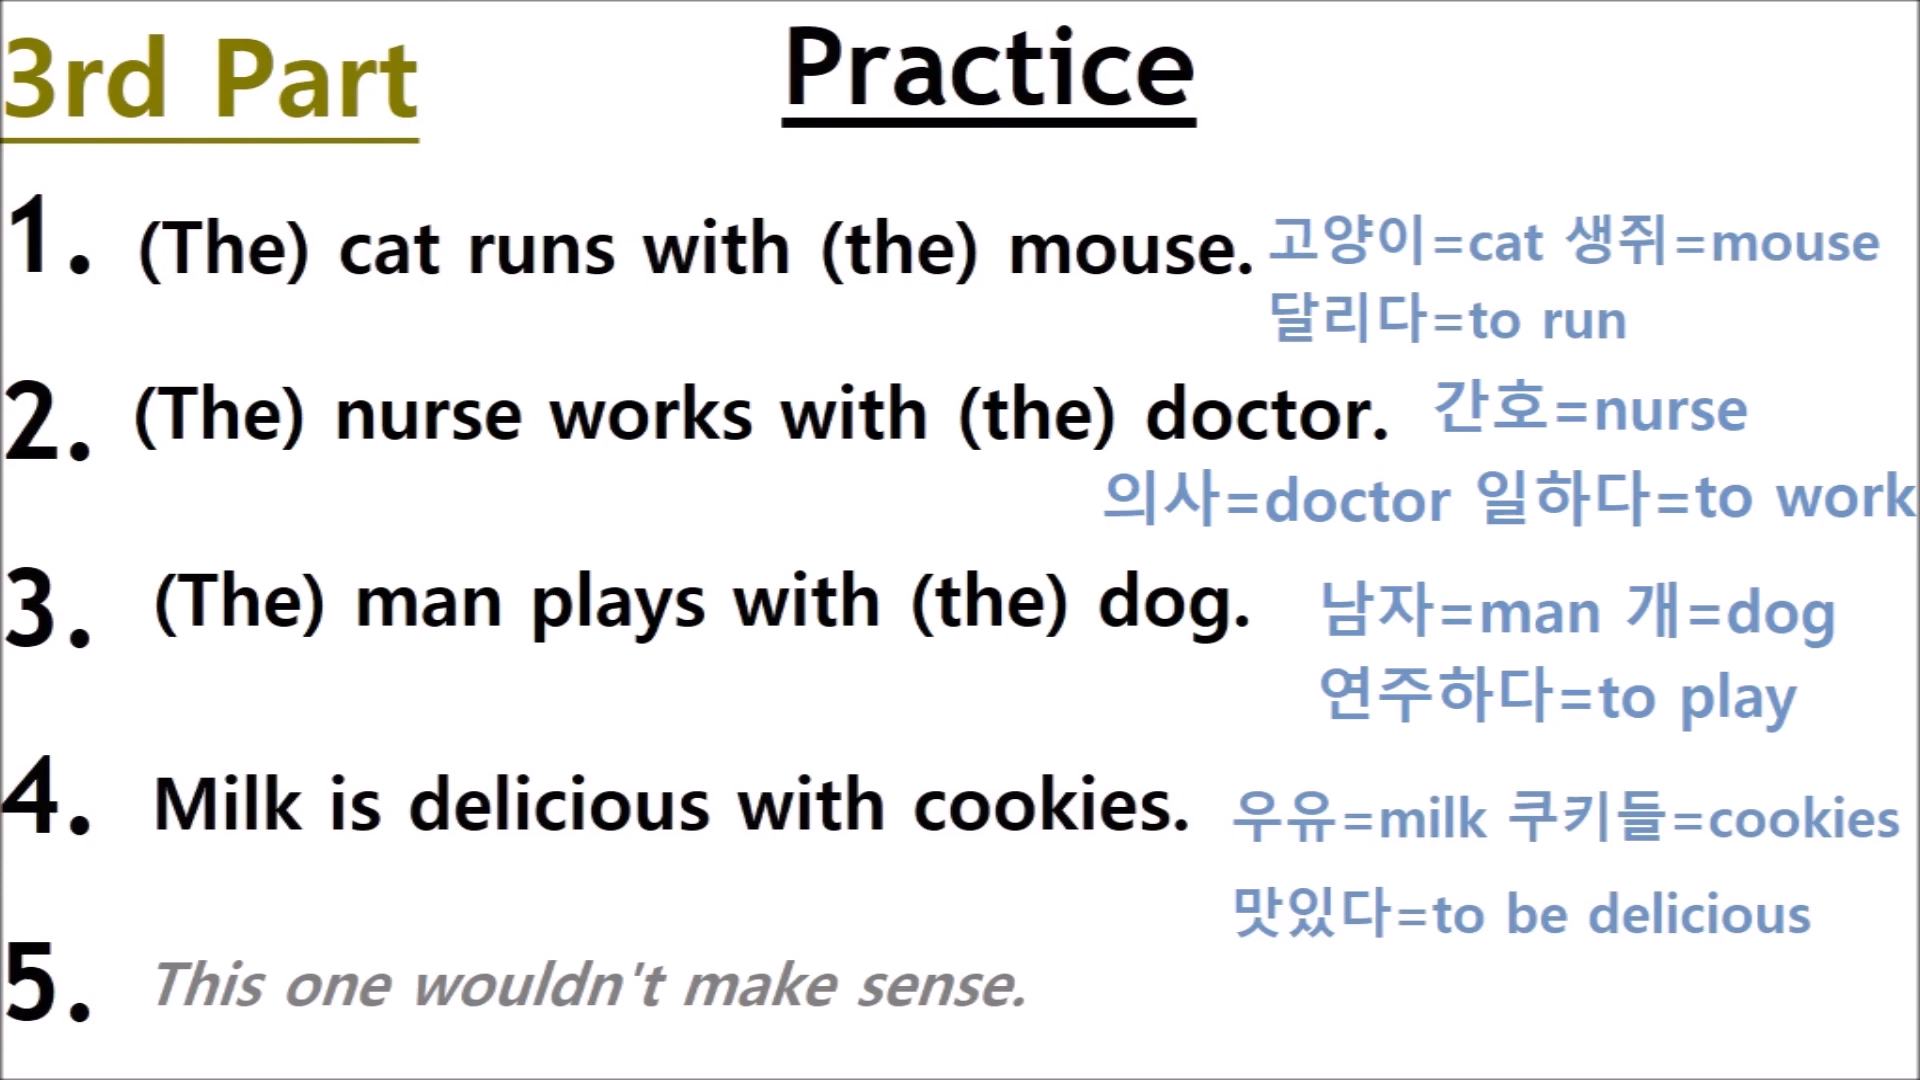 3rd Part
Practice
1. (The) cat runs with (the) mouse. 고양이=cat 생쥐=mouse
달리다=to run
2. (The) nurse works with (the) doctor. 간호=nurse
의사=doctor 일하다=to work
3. (The) man plays with (the) dog. 남자=man 개=dog
연주하다=to play
4. Milk is delicious with cookies. 우유=milk 쿠키들=cookies
맛있다=to be delicious
5. This one wouldn't make sense.